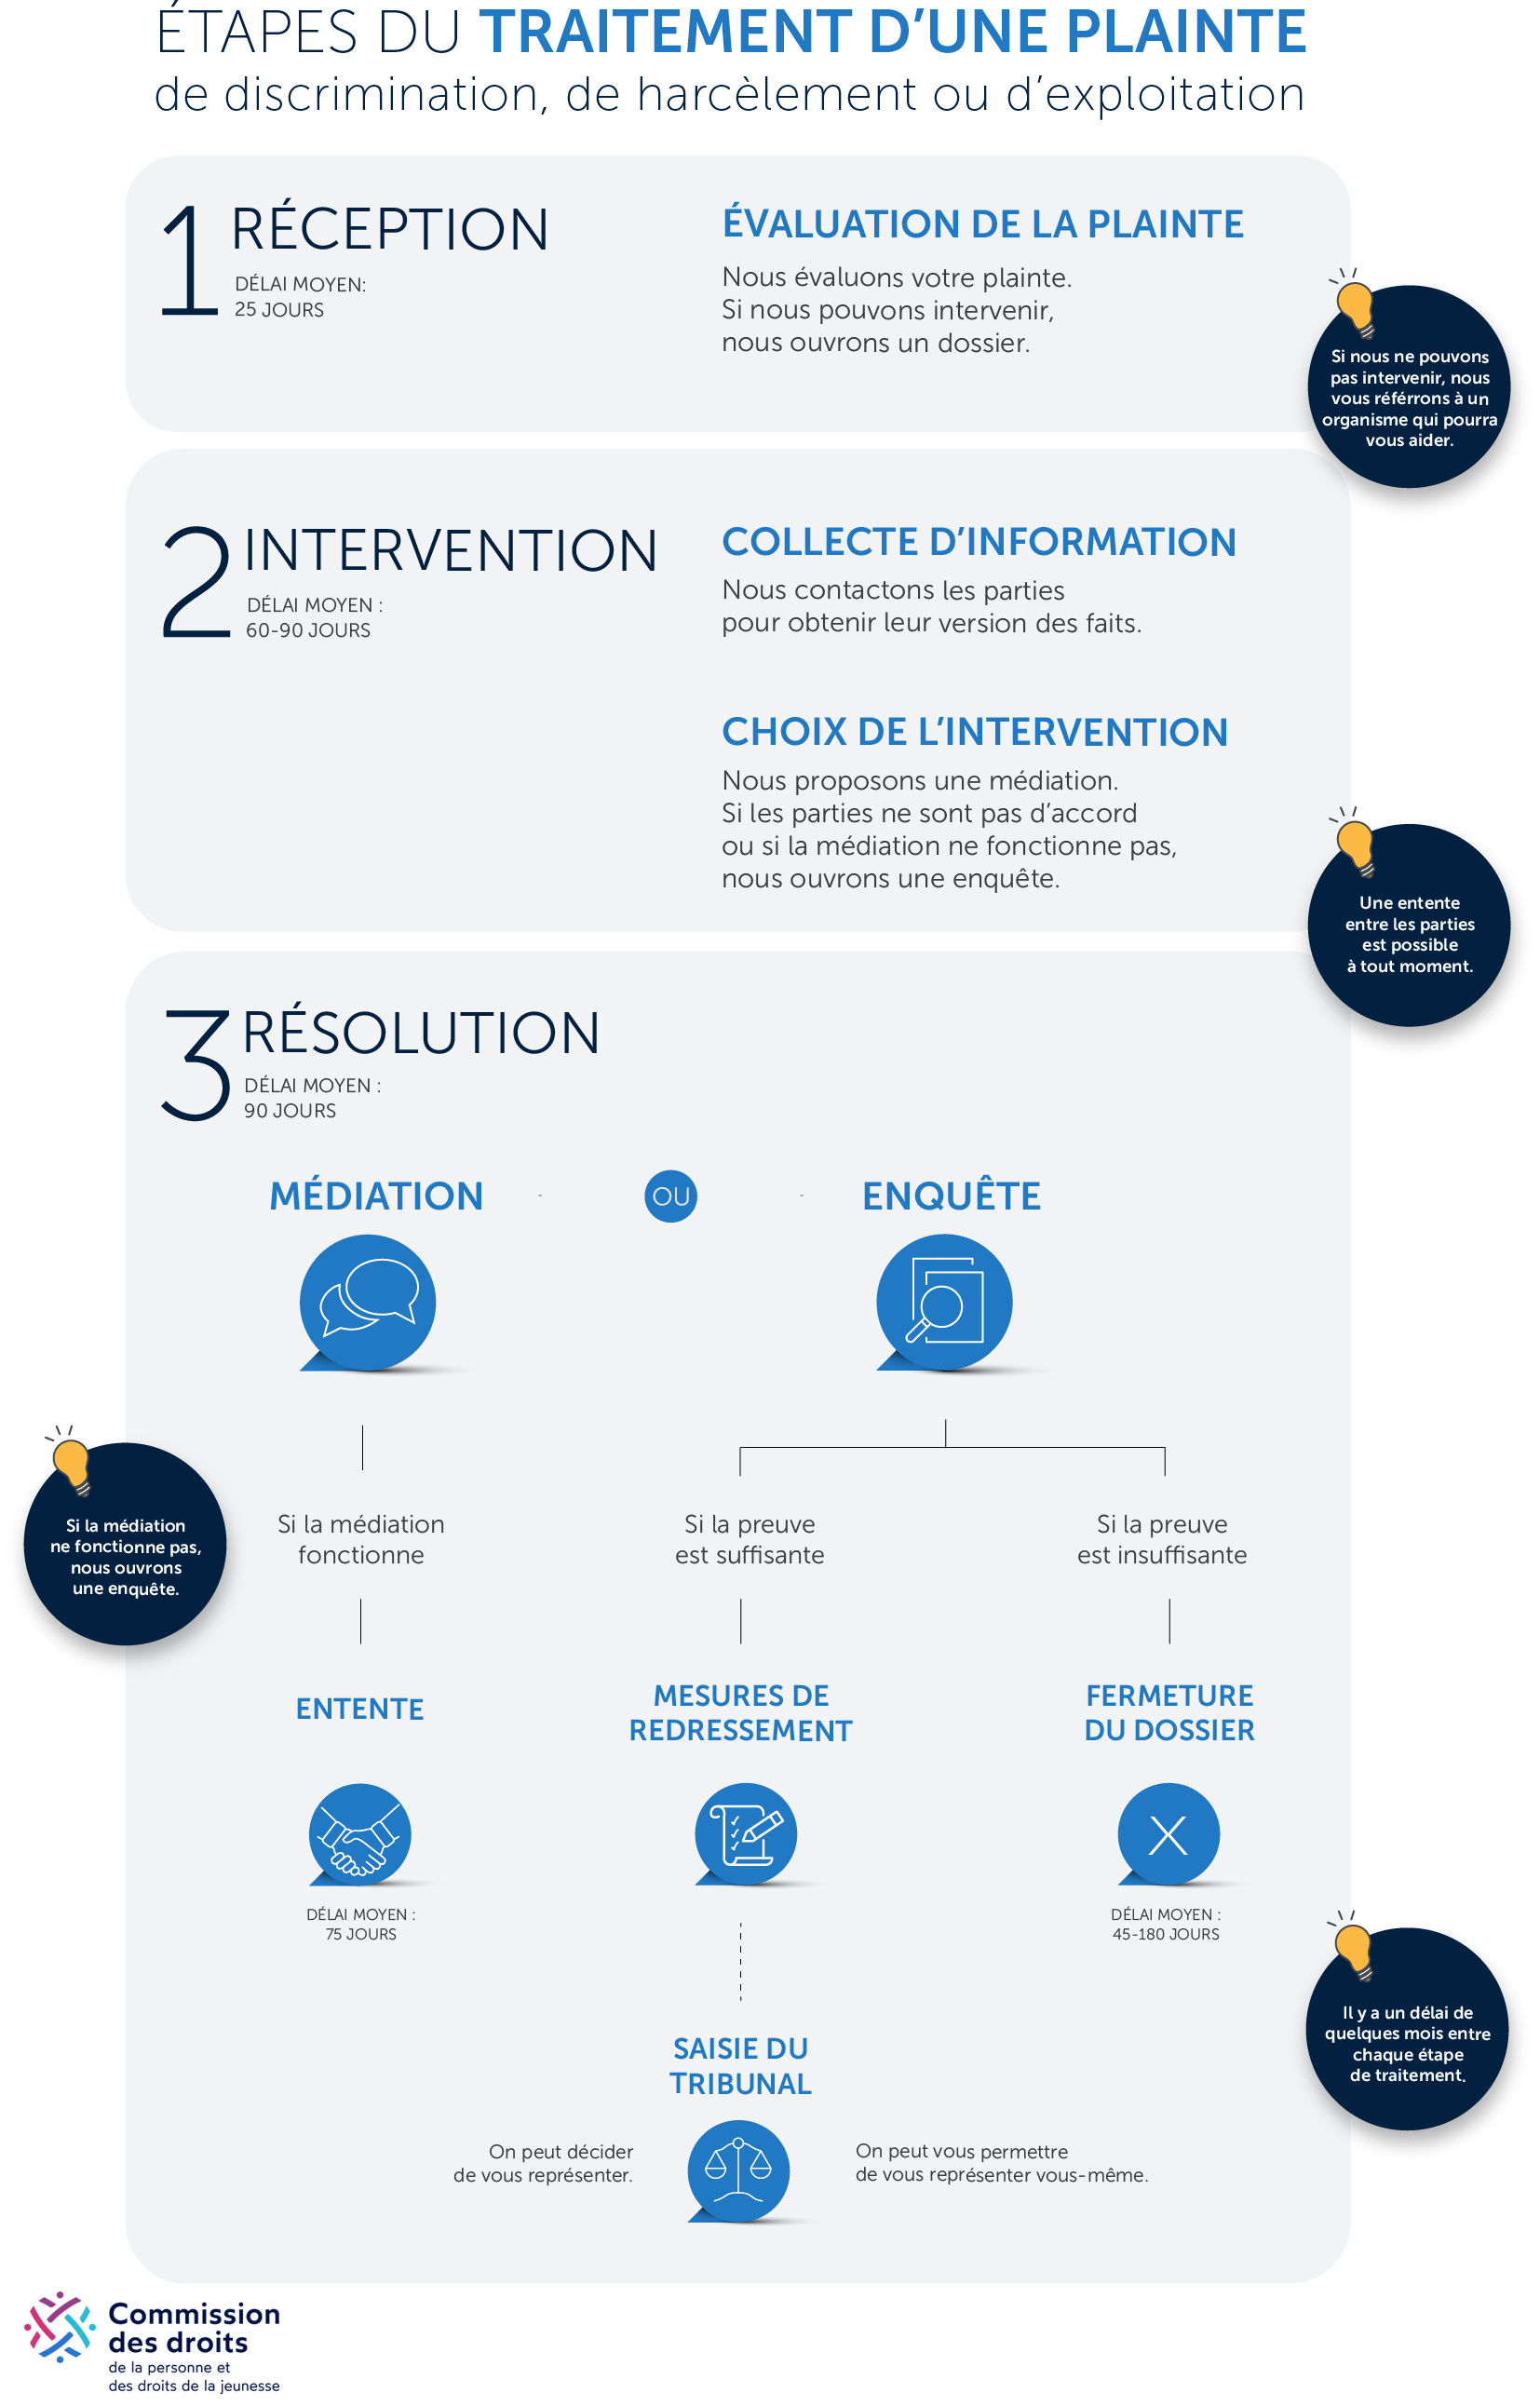 ÉTAPES DU TRAITEMENT D’UNE PLAINTE
de discrimination, de harcèlement ou d’exploitation
1 RÉCEPTION
DÉLAI MOYEN:
25 JOURS
ÉVALUATION DE LA PLAINTE
Nous évaluons votre plainte.
Si nous pouvons intervenir,
nous ouvrons un dossier.
Si nous ne pouvons
pas intervenir, nous
vous référrons à un
organisme qui pourra
vous aider.
2 INTERVENTION
DÉLAI MOYEN :
60-90 JOURS
COLLECTE D’INFORMATION
Nous contactons les parties
pour obtenir leur version des faits.
CHOIX DE L’INTERVENTION
Nous proposons une médiation.
Si les parties ne sont pas d’accord
ou si la médiation ne fonctionne pas,
nous ouvrons une enquête.
Une entente
entre les parties
est possible
à tout moment.
3 RÉSOLUTION
DÉLAI MOYEN :
90 JOURS
MÉDIATION - OU - ENQUÊTE
Si la médiation
ne fonctionne pas,
nous ouvrons
une enquête.
Si la médiation
fonctionne
Si la preuve
est suffisante
Si la preuve
est insuffisante
ENTENTE
MESURES DE
REDRESSEMENT
FERMETURE
DU DOSSIER
X
DÉLAI MOYEN :
75 JOURS
DÉLAI MOYEN :
45-180 JOURS
Il y a un délai de
quelques mois entre
chaque étape
de traitement.
SAISIE DU
TRIBUNAL
On peut décider
de vous représenter.
On peut vous permettre
de vous représenter vous-même.
Commission
des droits
de la personne et
des droits de la jeunesse